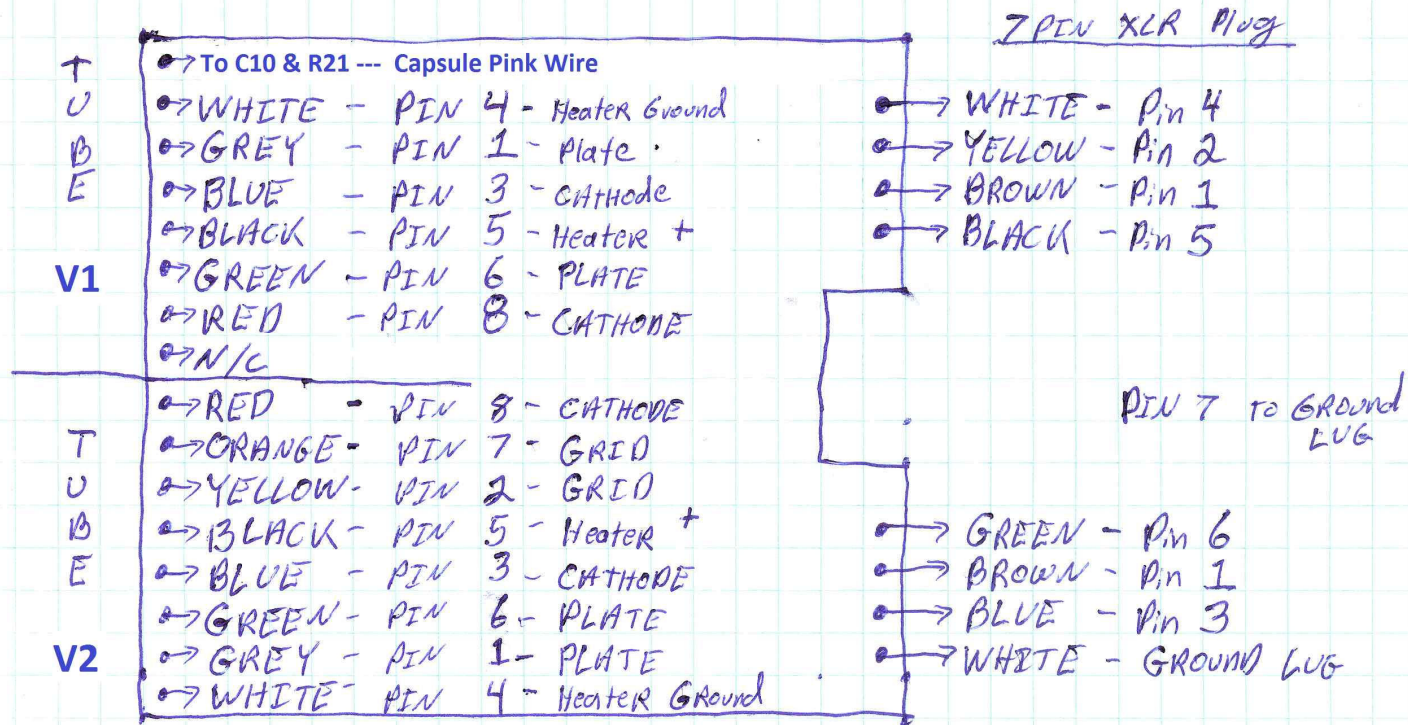 7 PIN XLR Plug
TUBE
V1
To C10 & R21 --- Capsule Pink Wire
WHITE - PIN 4 - Heater Ground
GREY - PIN 1 - Plate.
BLUE - PIN 3 - CATHode
BLACK - PIN 5 - Heater +
GREEN - PIN 6 - PLATE
RED - PIN 8 - CATHODE
N/C
TUBE
V2
RED - PIN 8 - CATHODE
ORANGE - PIN 7 - GRID
YELLOW - PIN 2 - GRID
BLACK - PIN 5 - Heater +
BLUE - PIN 3 - CATHODE
GREEN - PIN 6 - PLATE
GREY - PIN 1 - PLATE
WHITE - PIN 4 - Heater GRound
WHITE - Pin 4
YELLOW - Pin 2
BROWN - Pin 1
BLACK - Pin 5
PIN 7 to GROUnd
LUG
GREEN - Pin 6
BROWN - Pin 1
BLUE - Pin 3
WHITE - GROUND LUG